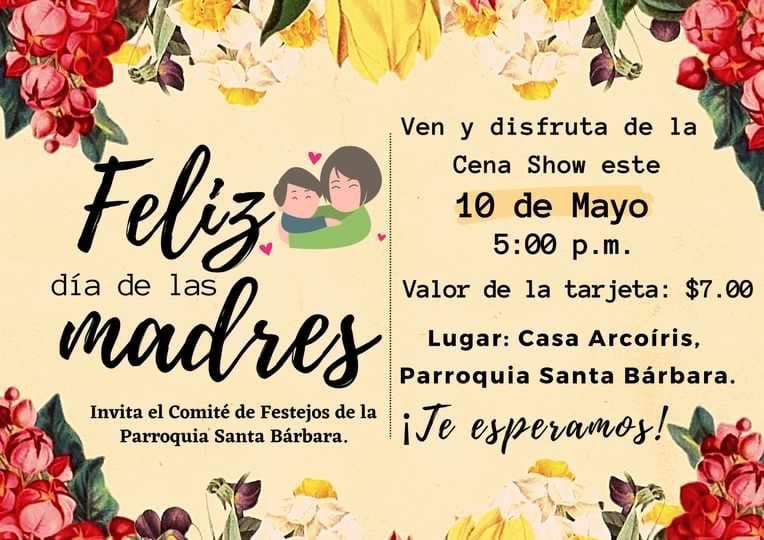 Feliz
día de las
madres
Invita el Comité de Festejos de la
Parroquia Santa Bárbara.
Ven y disfruta de la
Cena Show este
10 de Mayo
5:00 p.m.
Valor de la tarjeta: $7.00
Lugar: Casa Arcoíris,
Parroquia Santa Bárbara.
¡Te esperamos!